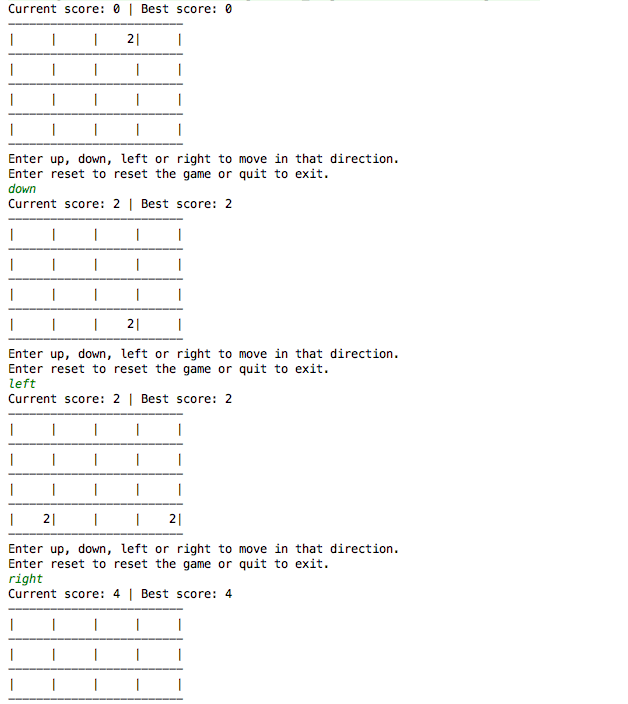 Current score: 0 | Best score: 0
—————————————————————————
|     |     |    2|     |
—————————————————————————
|     |     |     |     |
—————————————————————————
|     |     |     |     |
—————————————————————————
|     |     |     |     |
—————————————————————————
Enter up, down, left or right to move in that direction.
Enter reset to reset the game or quit to exit.
down
Current score: 2 | Best score: 2
—————————————————————————
|     |     |     |     |
—————————————————————————
|     |     |     |     |
—————————————————————————
|     |     |     |     |
—————————————————————————
|     |     |    2|     |
—————————————————————————
Enter up, down, left or right to move in that direction.
Enter reset to reset the game or quit to exit.
left
Current score: 2 | Best score: 2
—————————————————————————
|     |     |     |     |
—————————————————————————
|     |     |     |     |
—————————————————————————
|     |     |     |     |
—————————————————————————
|    2|     |     |    2|
—————————————————————————
Enter up, down, left or right to move in that direction.
Enter reset to reset the game or quit to exit.
right
Current score: 4 | Best score: 4
—————————————————————————
|     |     |     |     |
—————————————————————————
|     |     |     |     |
—————————————————————————
|     |     |     |     |
—————————————————————————